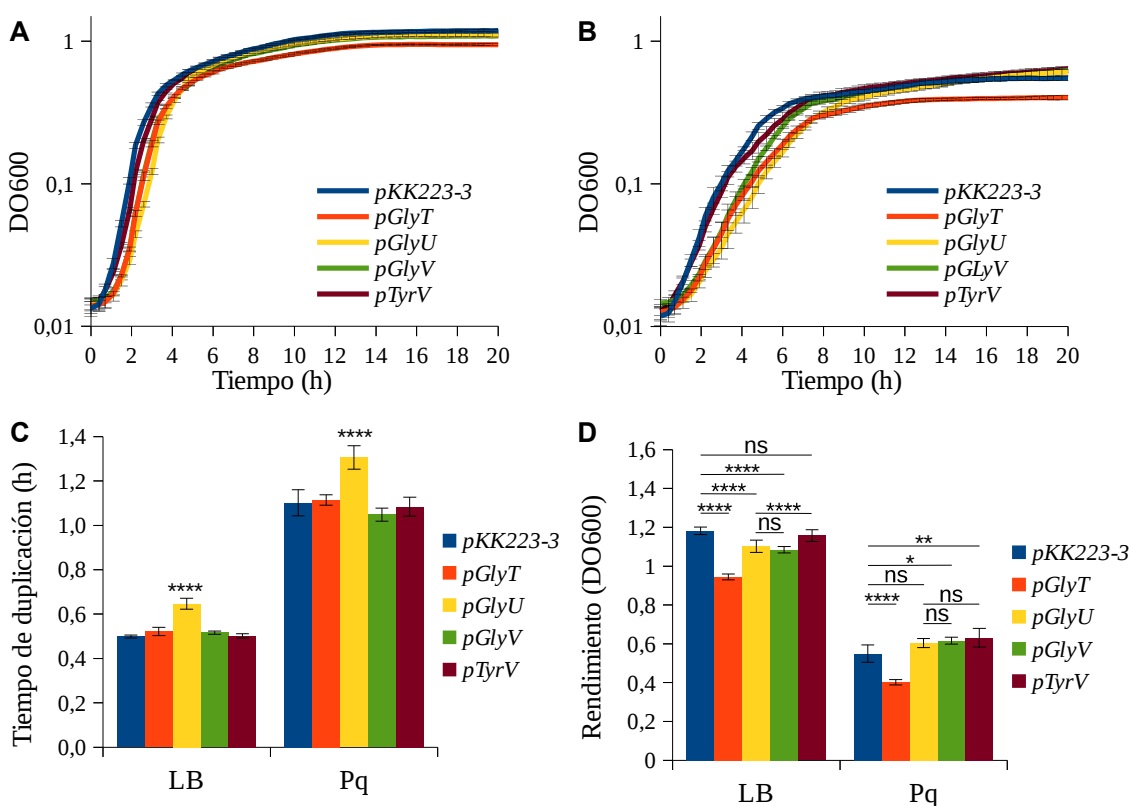 A
DO600
1
0,1
0,01
0 2 4 6 8 10 12 14 16 18 20
Tiempo (h)
pKK223-3
pGlyT
pGlyU
pGlyV
pTyrV
B
DO600
1
0,1
0,01
0 2 4 6 8 10 12 14 16 18 20
Tiempo (h)
pKK223-3
pGlyT
pGlyU
pGLyV
pTyrV
C
Tiempo de duplicación (h)
1,4
1,2
1,0
0,8
0,6
0,4
0,2
0,0
****
****
LB Pq
pKK223-3
pGlyT
pGlyU
pGlyV
pTyrV
D
Rendimiento (DO600)
1,6
1,4
1,2
1
0,8
0,6
0,4
0,2
0
ns
****
****
**** ****
ns
**
*
ns
**** ns
ns
LB Pq
pKK223-3
pGlyT
pGlyU
pGlyV
pTyrV